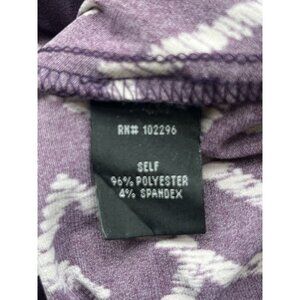 RN# 102296
SELF
96% POLYESTER
4% SPANDEX